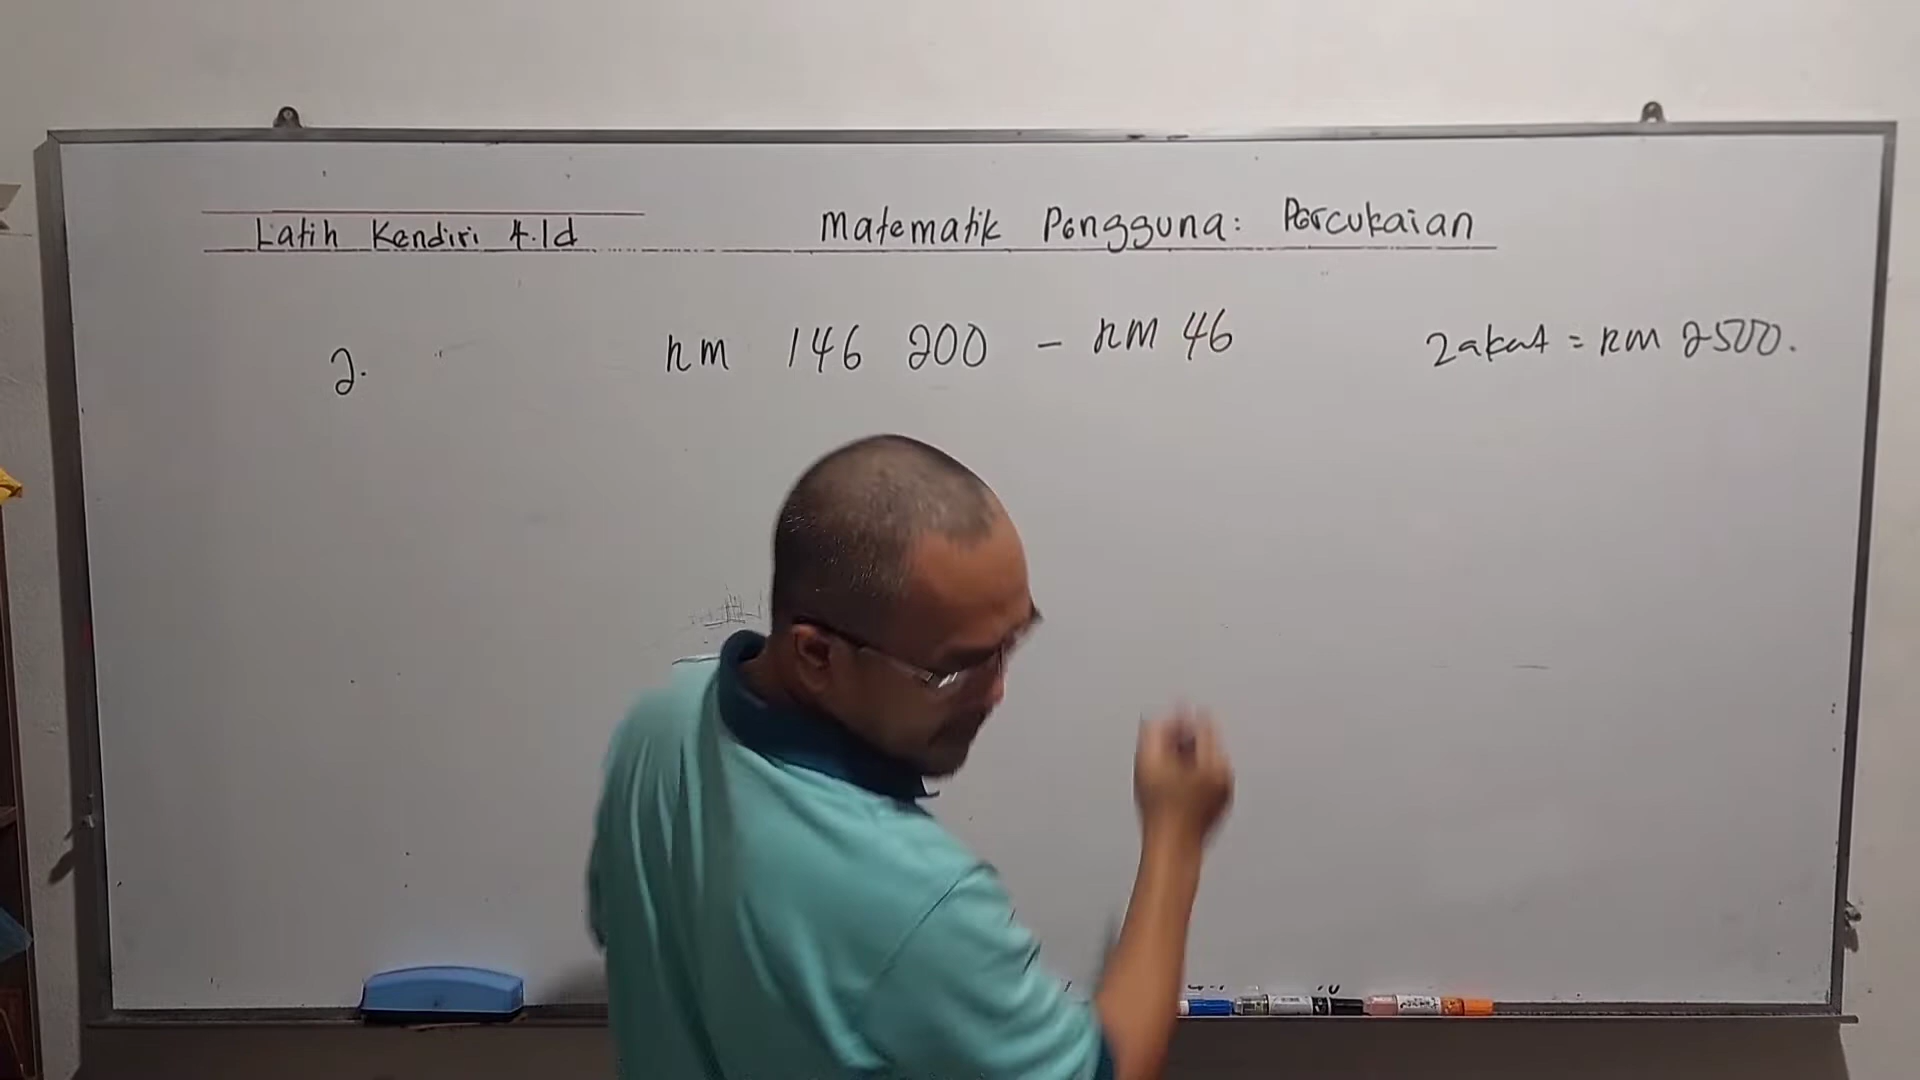 Latih Kendiri 4.1d
Matematik Pengguna: Percukaian
2.
RM 146 200 - RM 46
Zakat = RM 2500.